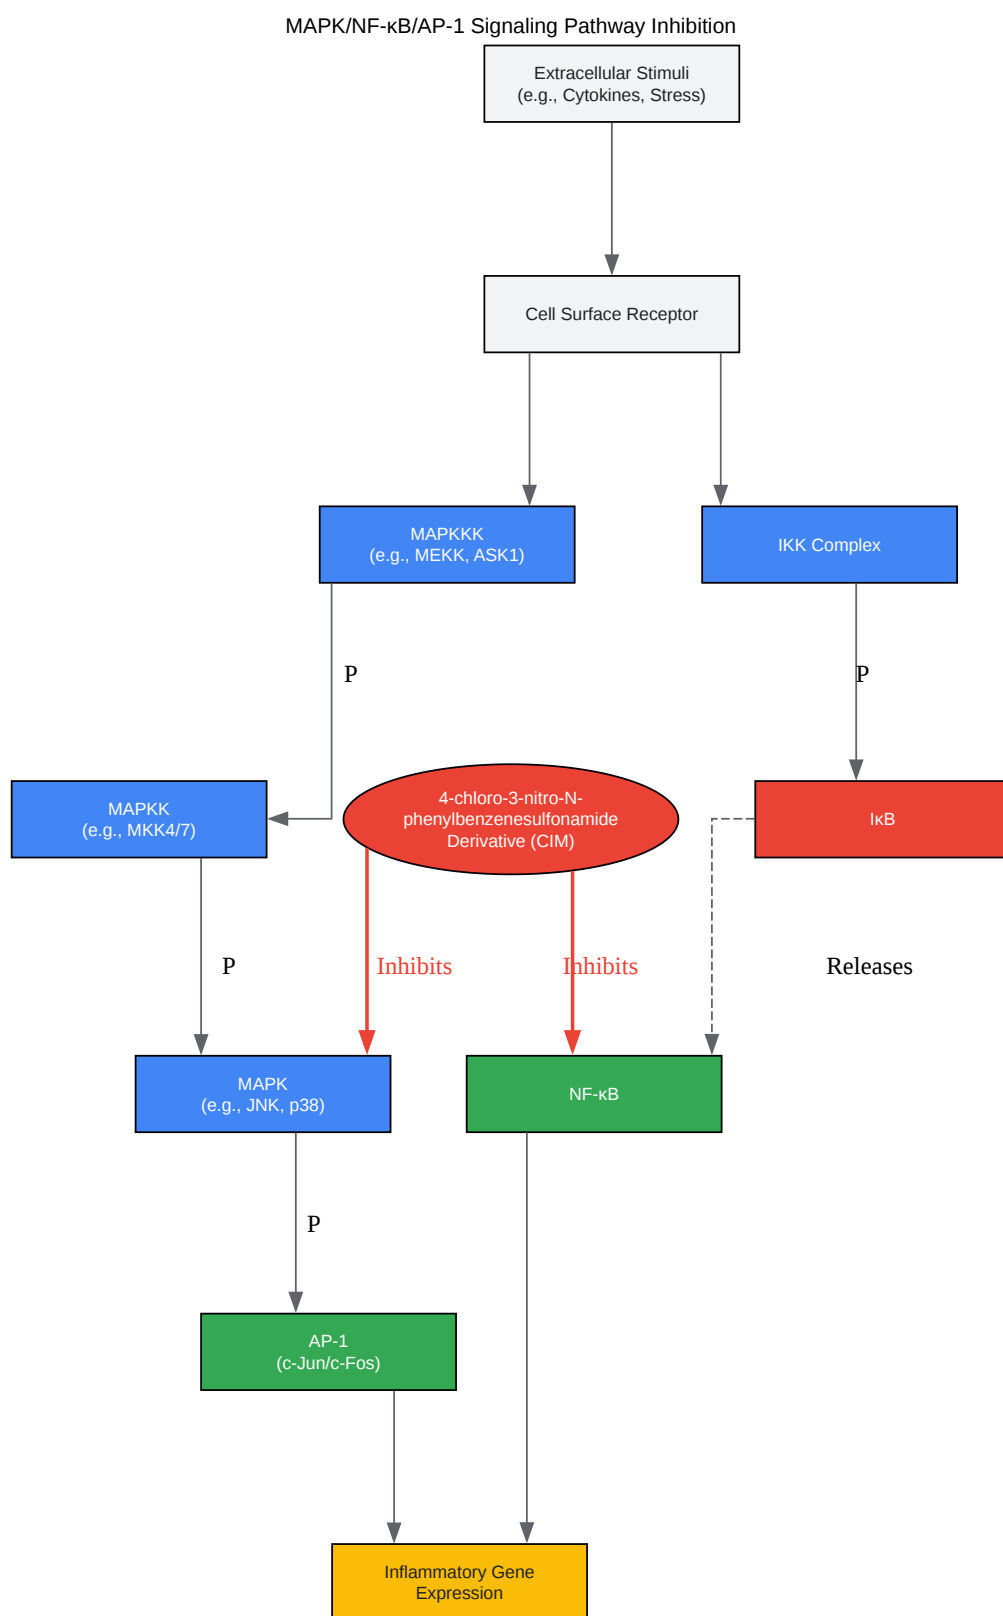 MAPK/NF-κB/AP-1 Signaling Pathway Inhibition
Extracellular Stimuli
(e.g., Cytokines, Stress)
Cell Surface Receptor
MAPKKK
(e.g., MEKK, ASK1)
IKK Complex
P
P
MAPKK
(e.g., MKK4/7)
4-chloro-3-nitro-N-
phenylbenzenesulfonamide
Derivative (CIM)
IκB
P
Inhibits
Inhibits
Releases
MAPK
(e.g., JNK, p38)
NF-κB
P
AP-1
(c-Jun/c-Fos)
Inflammatory Gene
Expression